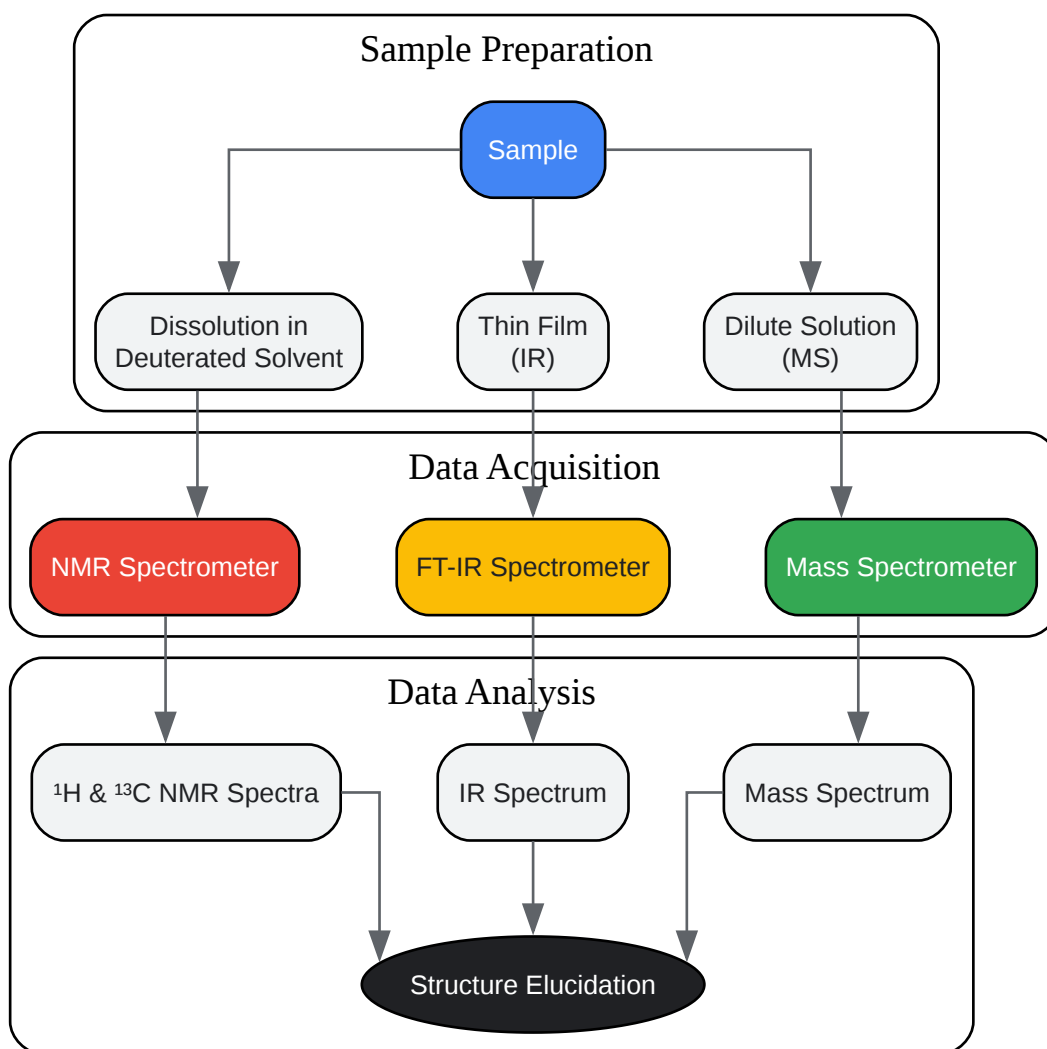 Sample Preparation
Sample
Dissolution in
Deuterated Solvent
Thin Film
(IR)
Dilute Solution
(MS)
Data Acquisition
NMR Spectrometer
FT-IR Spectrometer
Mass Spectrometer
Data Analysis
¹H & ¹³C NMR Spectra
IR Spectrum
Mass Spectrum
Structure Elucidation